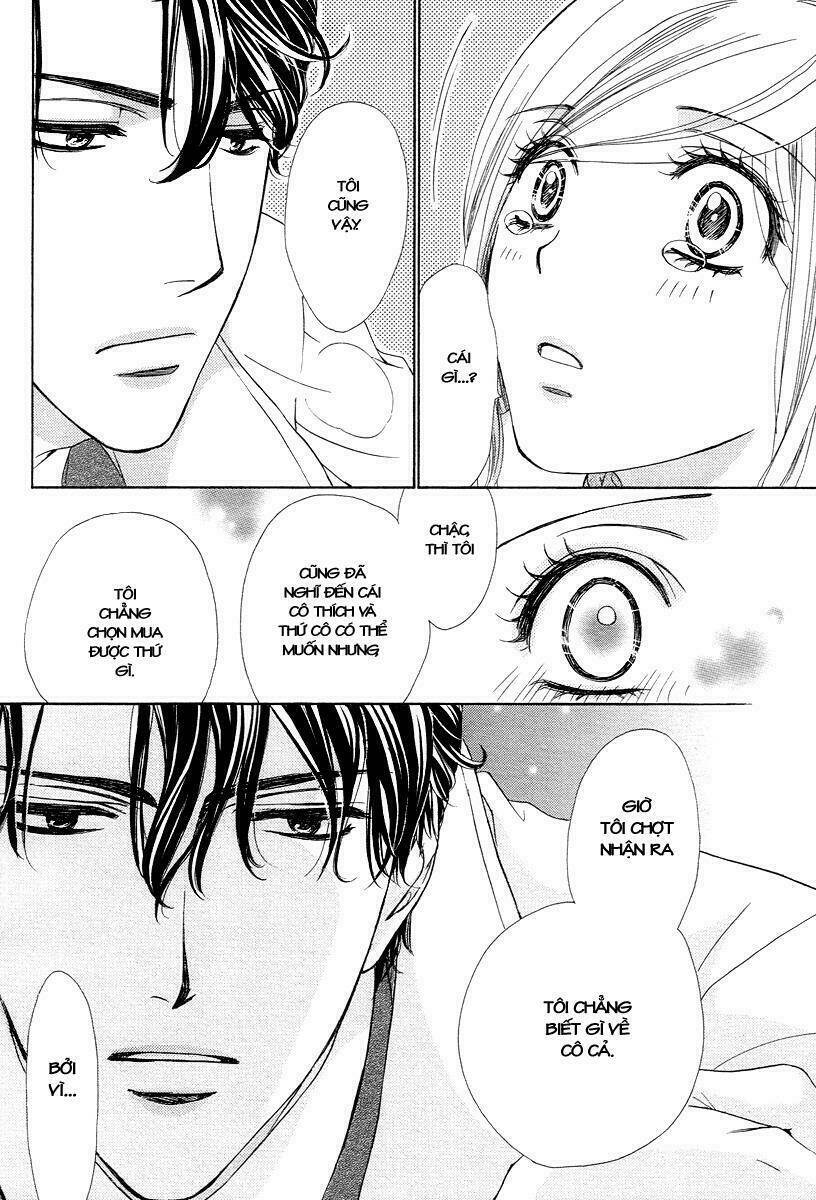 CÁI
GÌ...?
TÔI
CŨNG
VẬY.
CHẬC,
THÌ TÔI
CŨNG ĐÃ
NGHĨ ĐẾN CÁI
CÔ THÍCH VÀ
THỨ CÔ CÓ THỂ
MUỐN NHƯNG,
TÔI
CHẲNG
CHỌN MUA
ĐƯỢC THỨ
GÌ.
GIỜ
TÔI CHỢT
NHẬN RA
TÔI CHẲNG
BIẾT GÌ VỀ
CÔ CẢ.
BỞI
VÌ...